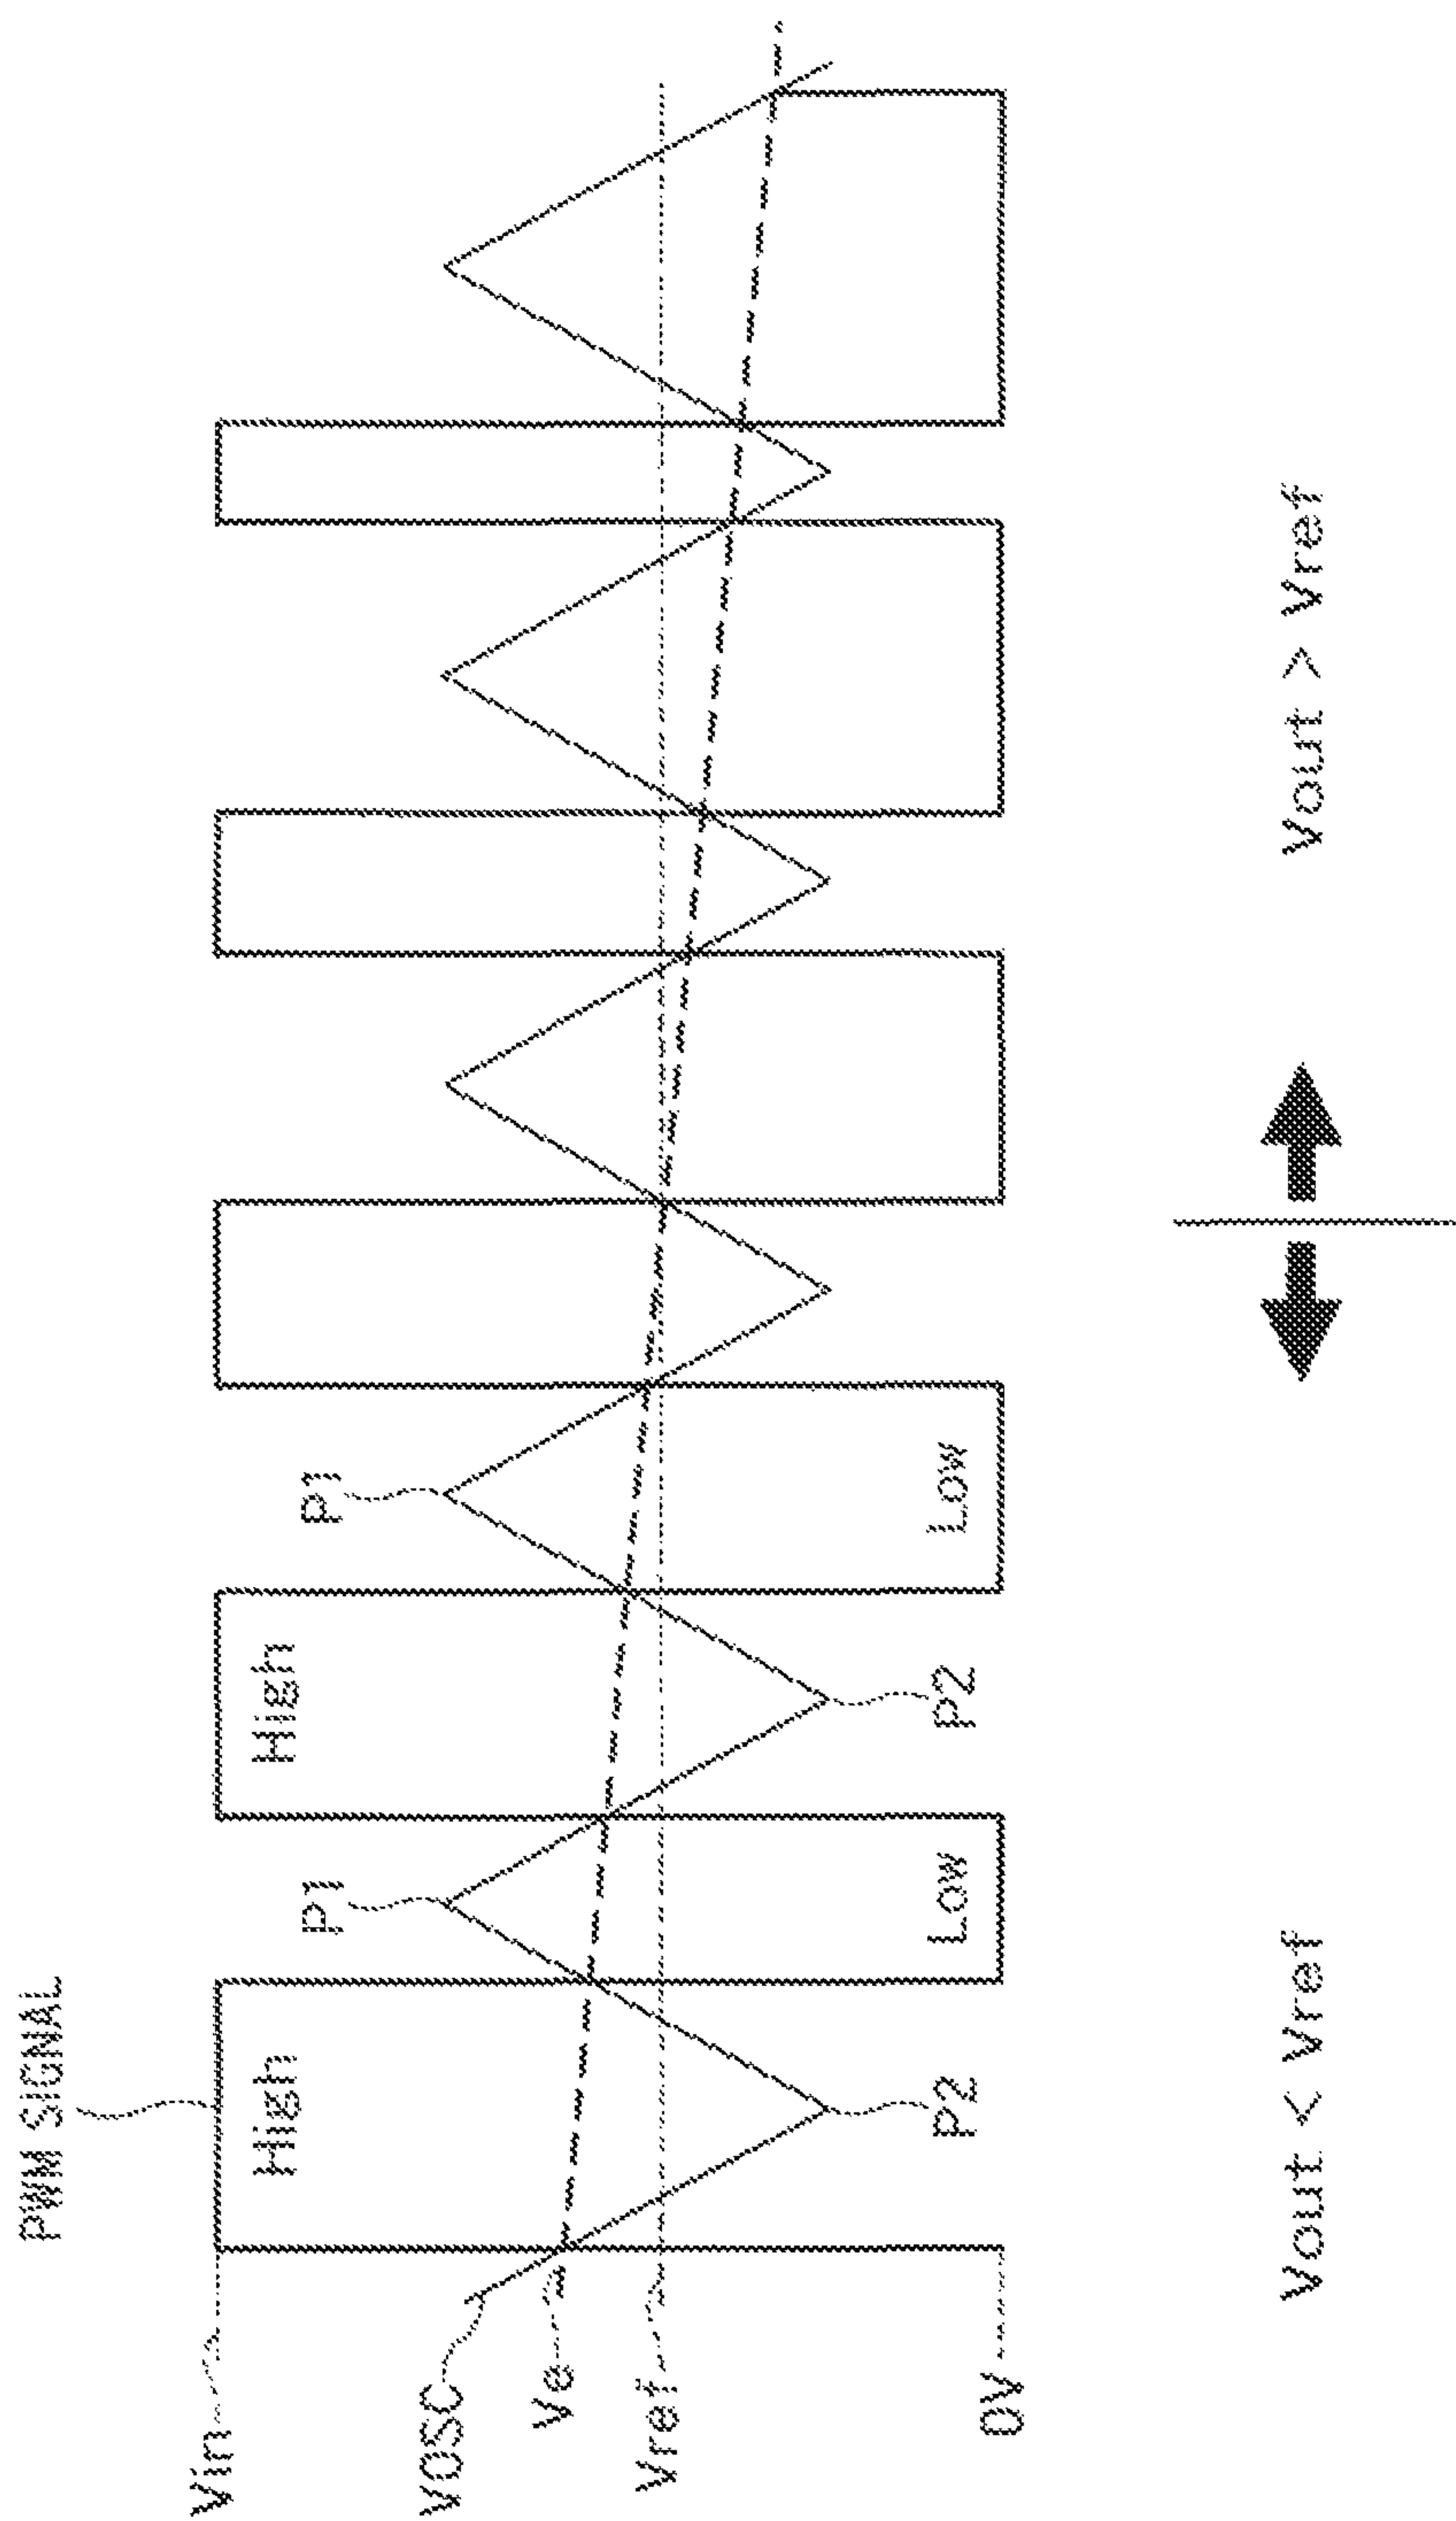 PWM SIGNAL
Vin
High
High
P1
P1
VOSC
Ve
Vref
P2
P2
Low
Low
0V
Vout < Vref
Vout > Vref